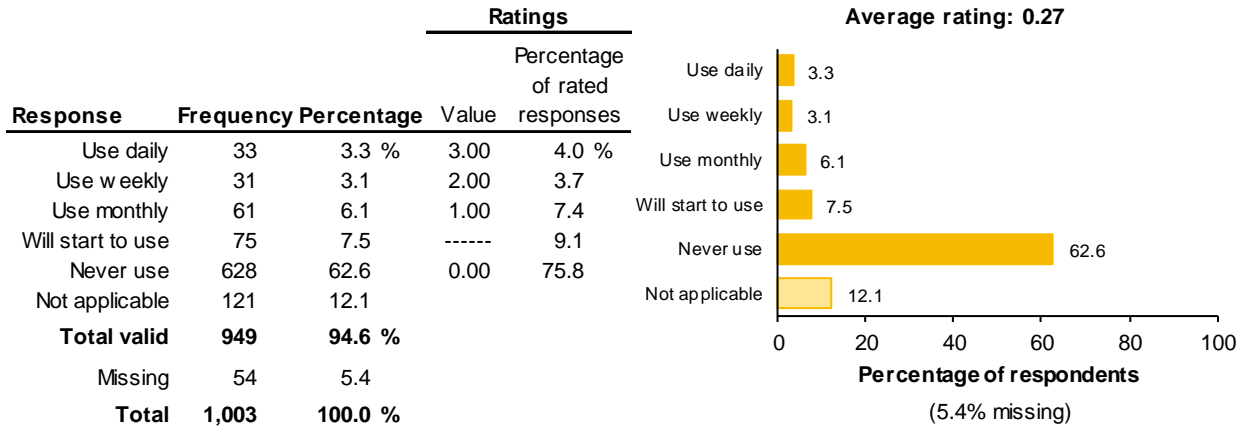 Ratings
Percentage
of rated
Response Frequency Percentage Value responses
Use daily 33 3.3 % 3.00 4.0 %
Use weekly 31 3.1 2.00 3.7
Use monthly 61 6.1 1.00 7.4
Will start to use 75 7.5 ------ 9.1
Never use 628 62.6 0.00 75.8
Not applicable 121 12.1
Total valid 949 94.6 %
Missing 54 5.4
Total 1,003 100.0 %
Average rating: 0.27
Use daily 3.3
Use weekly 3.1
Use monthly 6.1
Will start to use 7.5
Never use 62.6
Not applicable 12.1
0 20 40 60 80 100
Percentage of respondents
(5.4% missing)